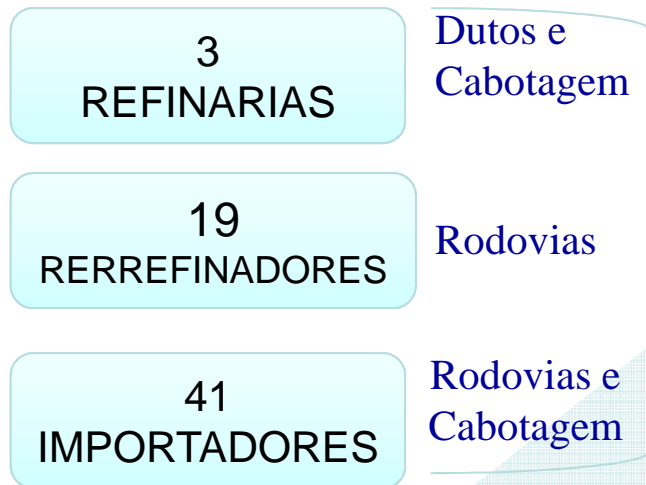 3
REFINARIAS
Dutos e
Cabotagem
19
RERREFINADORES
Rodovias
41
IMPORTADORES
Rodovias e
Cabotagem